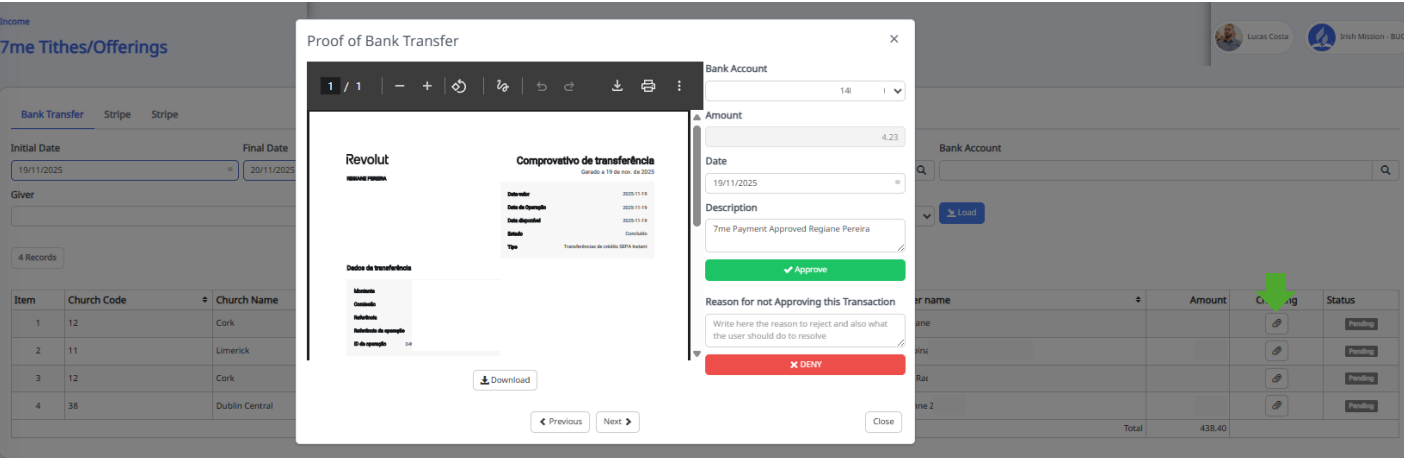 Income
7me Tithes/Offerings
Lucas Costa
Irish Mission - BUC
Bank Transfer Stripe Stripe
Initial Date Final Date Bank Account
19/11/2025 20/11/2025
Giver
Load
4 Records
Item Church Code Church Name er name Amount Status
1 12 Cork ane Pending
2 11 Limerick Pending
3 12 Cork Pending
4 38 Dublin Central Pending
Total 438.40
Proof of Bank Transfer
1 / 1
Revolut
REGIANE PEREIRA
Comprovativo de transferência
Gerado a 19 de nov. de 2025
Data-valor 2025-11-19
Data da Operação 2025-11-19
Data disponível 2025-11-19
Estado Concluído
Tipo Transferências de crédito SEPA Instant
Dados da transferência
Montante
Comissão
Referência
Referência da operação
ID da operação
Download
Previous
Next
Close
Bank Account
Amount
4.23
Date
19/11/2025
Description
7me Payment Approved Regiane Pereira
Approve
Reason for not Approving this Transaction
Write here the reason to reject and also what
the user should do to resolve
DENY